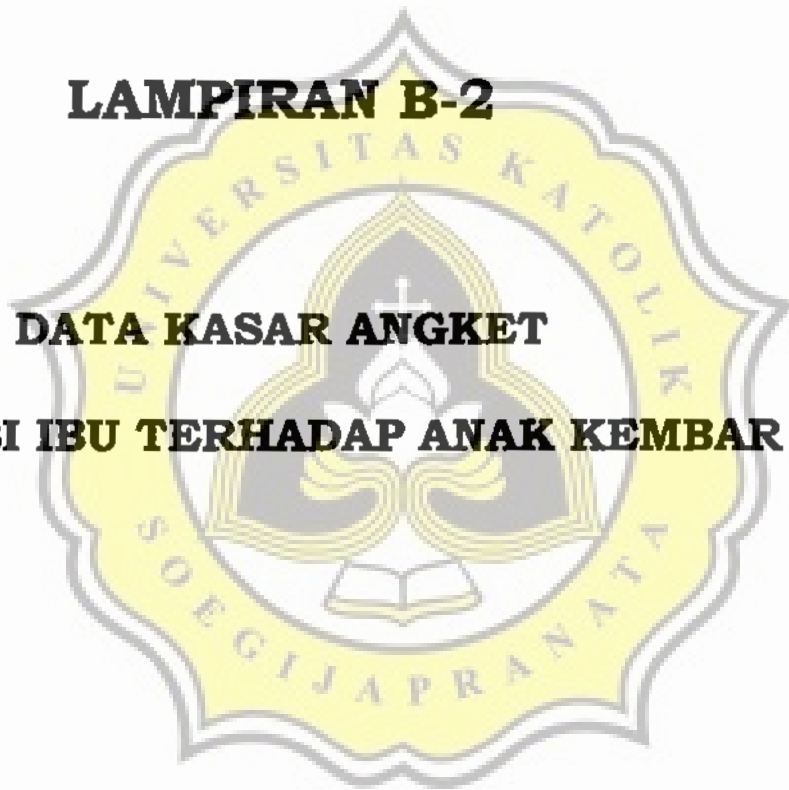 LAMPIRAN B-2
UNIVERSITAS KATOLIK
DATA KASAR ANGKET
IBU TERHADAP ANAK KEMBAR
SOEGIJAPRANATA